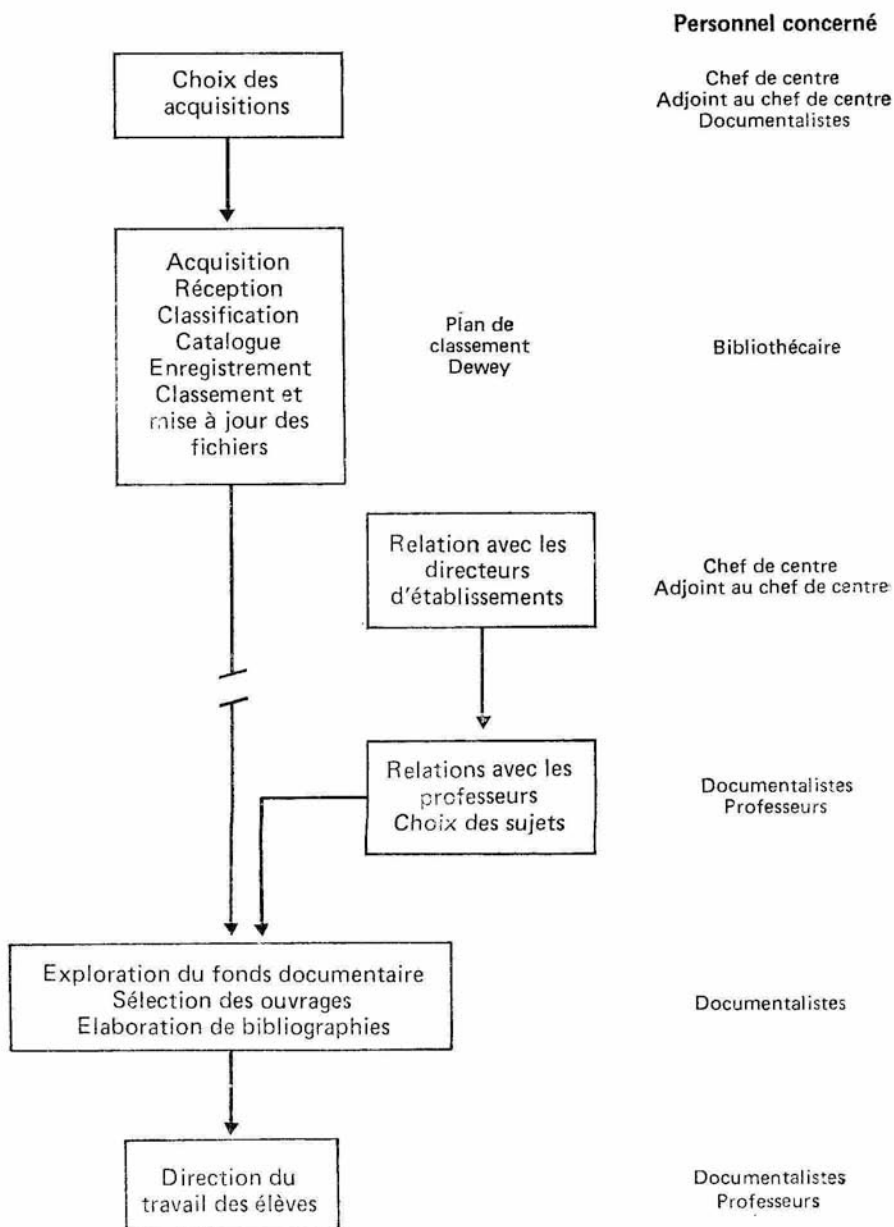 Personnel concerné
Choix des
acquisitions
Chef de centre
Adjoint au chef de centre
Documentalistes
Acquisition
Réception
Classification
Catalogue
Enregistrement
Classement et
mise à jour des
fichiers
Plan de
classement
Dewey
Bibliothécaire
Relation avec les
directeurs
d'établissements
Chef de centre
Adjoint au chef de centre
Relations avec les
professeurs
Choix des sujets
Documentalistes
Professeurs
Exploration du fonds documentaire
Sélection des ouvrages
Elaboration de bibliographies
Documentalistes
Direction du
travail des élèves
Documentalistes
Professeurs